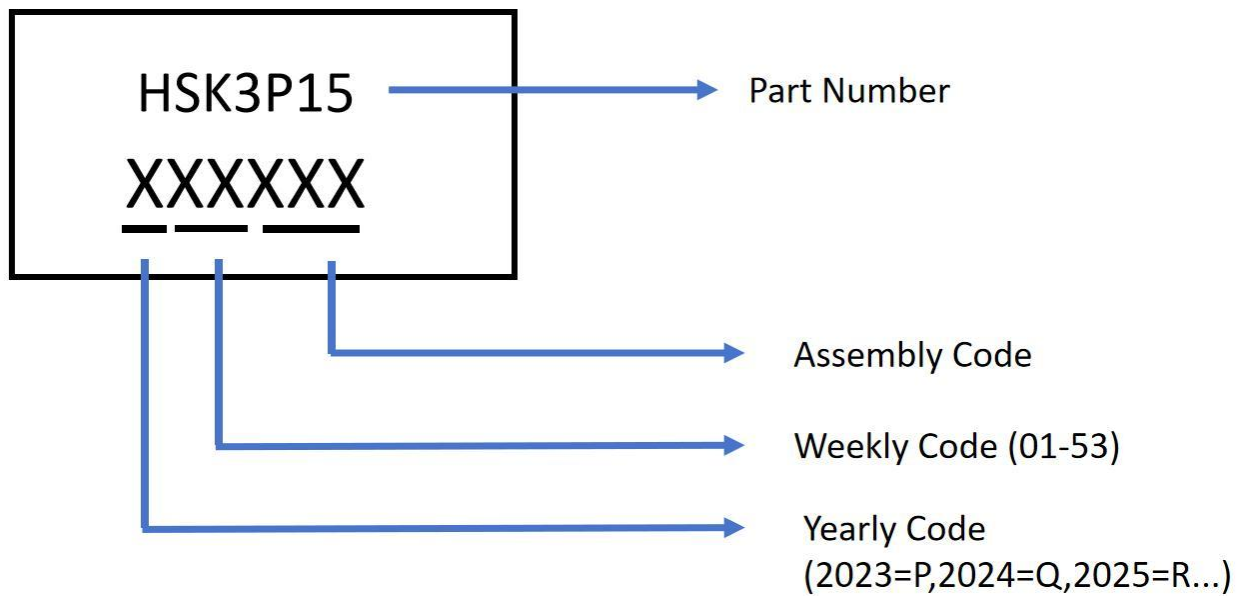 HSK3P15
Part Number
XXXXXX
Assembly Code
Weekly Code (01-53)
Yearly Code
(2023=P,2024=Q,2025=R...)